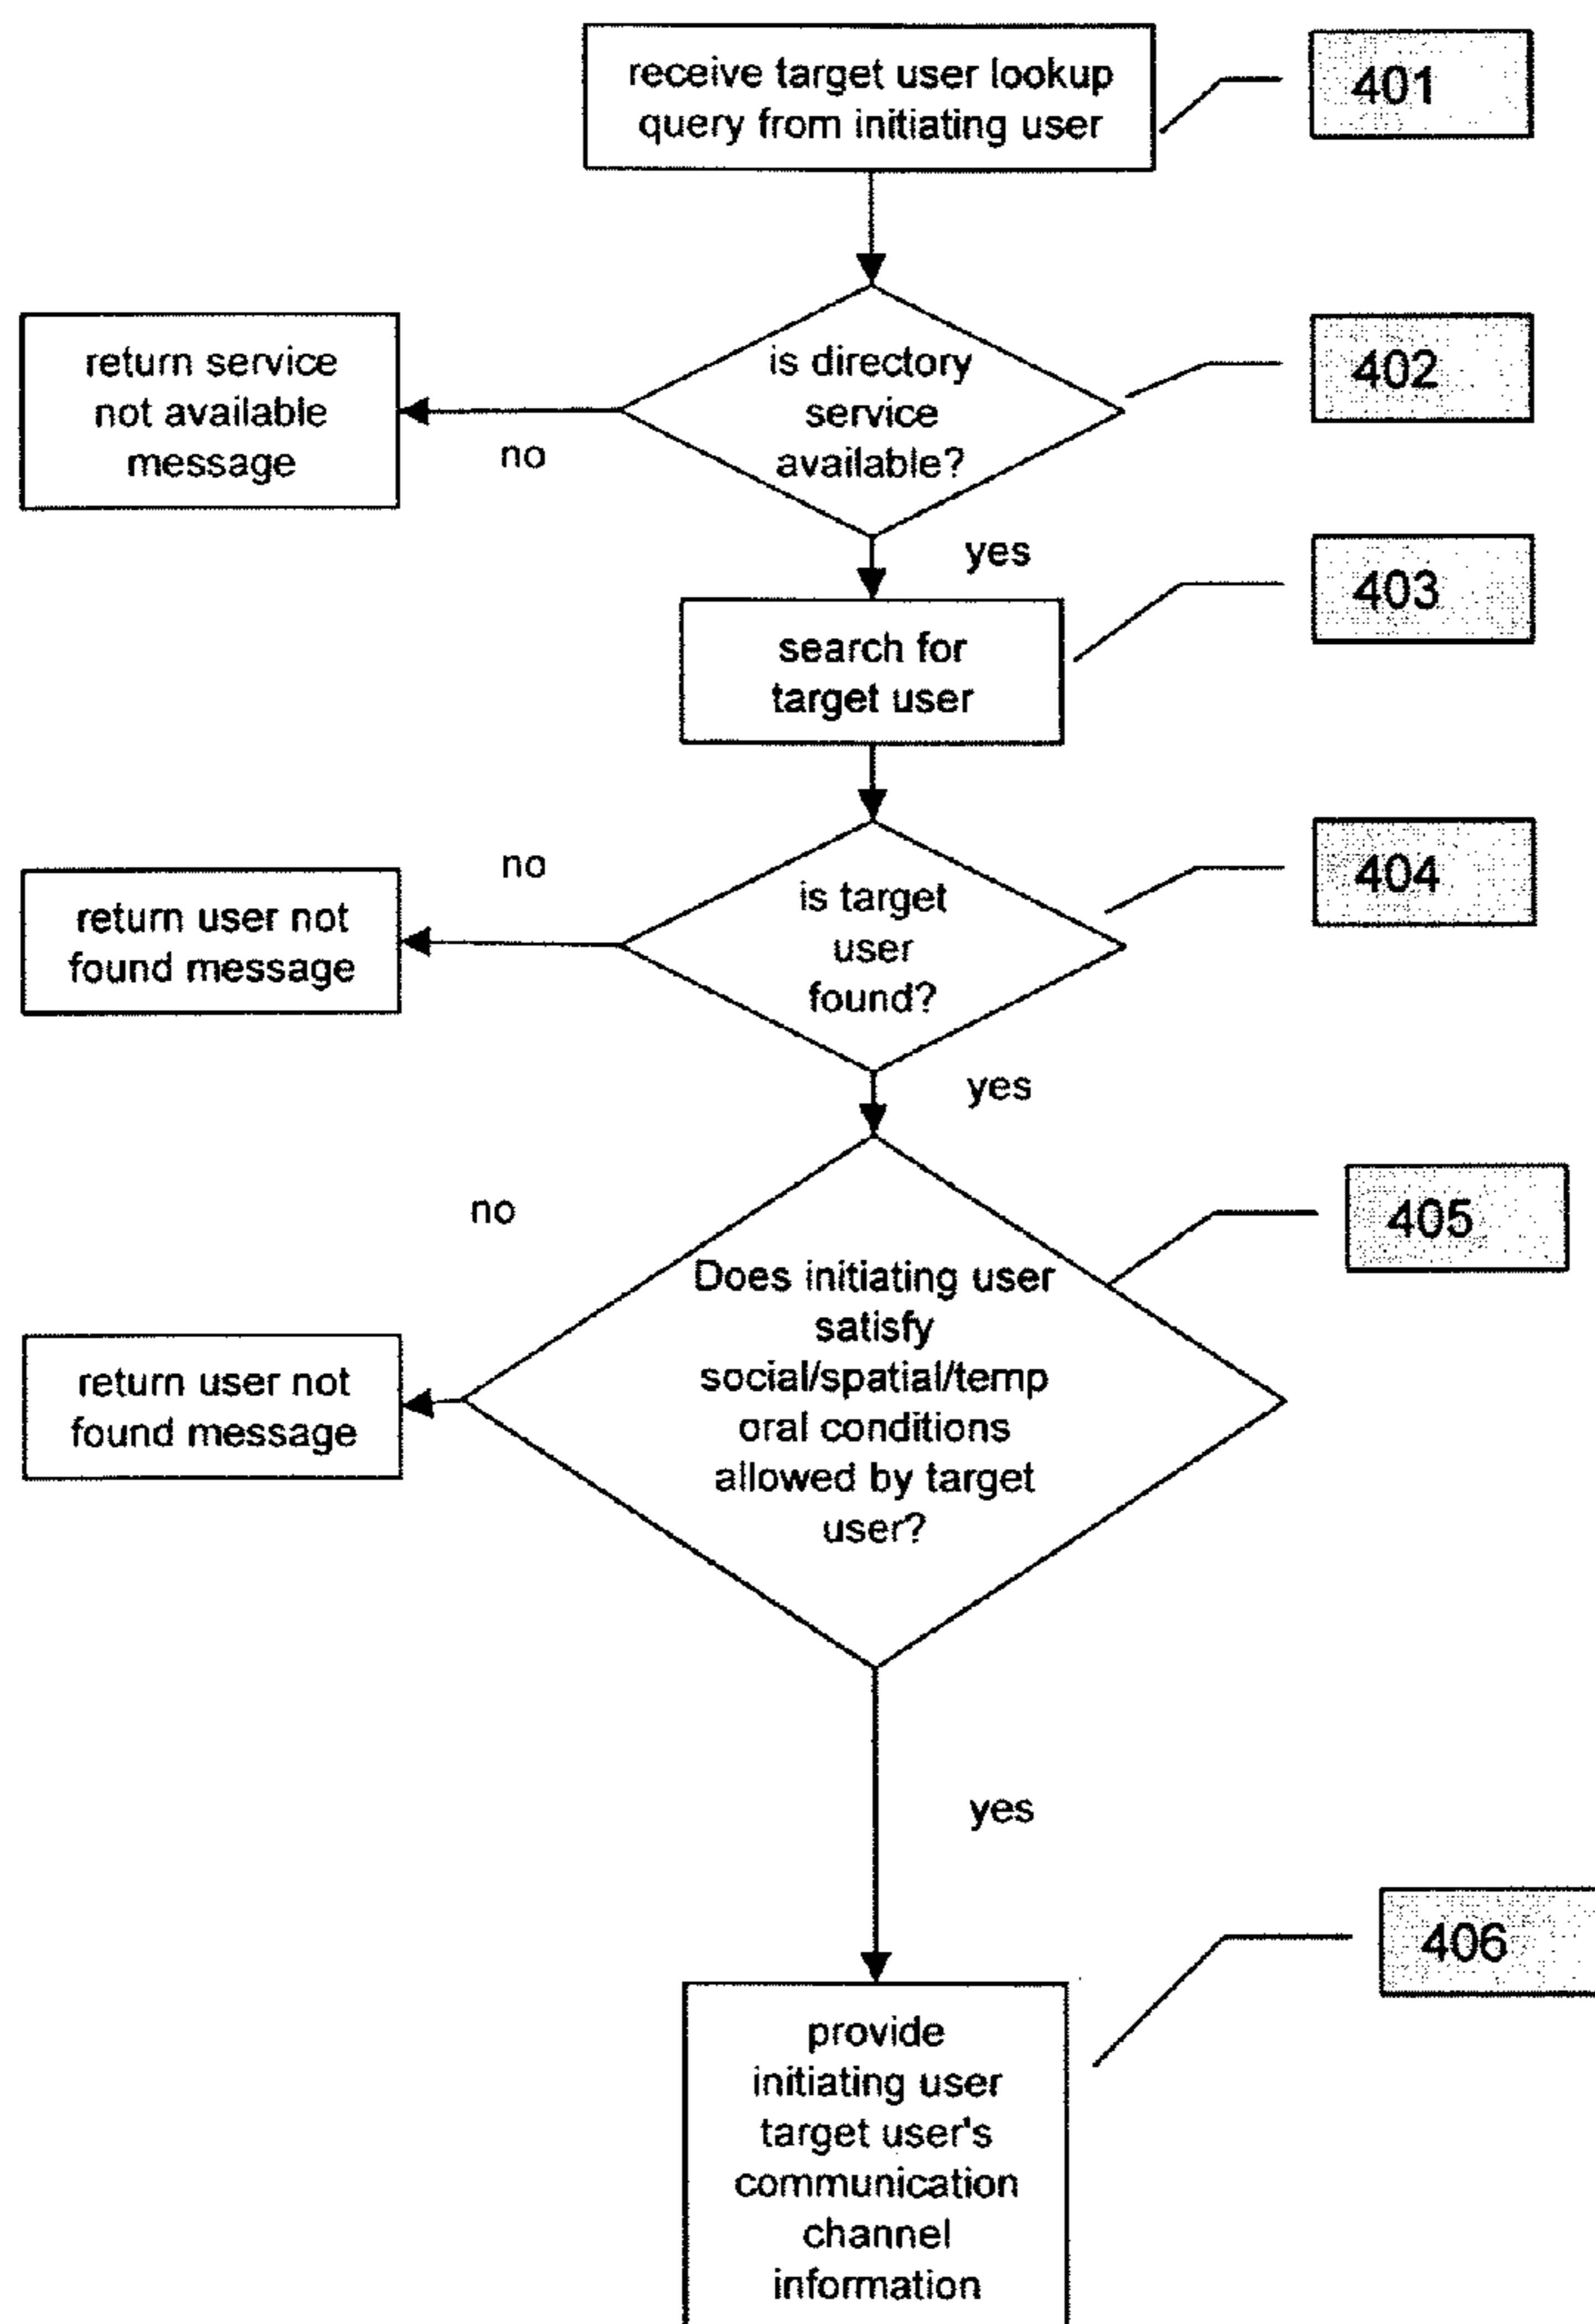 receive target user lookup
query from initiating user
401
is directory
service
available?
402
return service
not available
message
no
yes
403
search for
target user
404
no
is target
user
found?
return user not
found message
yes
405
no
Does initiating user
satisfy
social/spatial/temp
oral conditions
allowed by target
user?
return user not
found message
yes
406
provide
initiating user
target user's
communication
channel
information